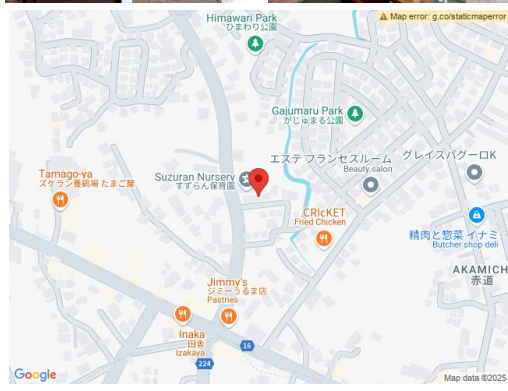 Himawari Park
ひまわり公園
Map error: g.co/staticmaperror
Gajumaru Park
がじゅまる公園
エステ フランセスルーム
Beauty salon
グレイスバグーロK
Tamago-ya
ズケラン養鶏場 たまご屋
Suzuran Nursery
すずらん保育園
CRIcKET
Fried Chicken
精肉と惣菜 イナミ
Butcher shop deli
AKAMICH
赤道
Jimmy's
ジミーうるま店
Pastries
Inaka
田舎
Izakaya
16
224
Google
Map data ©2025